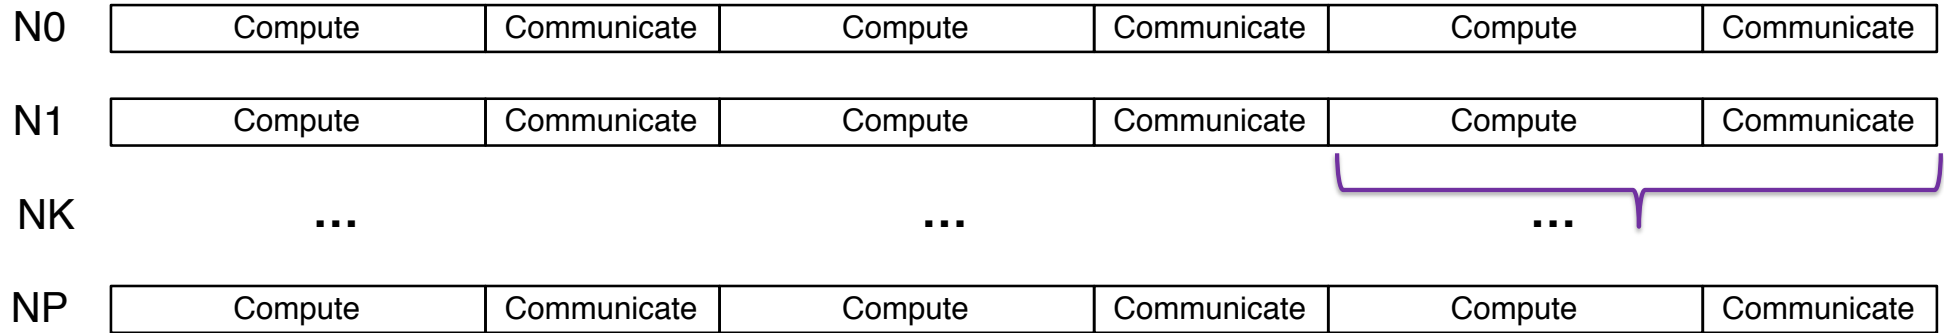 N0 Compute Communicate Compute Communicate Compute Communicate
N1 Compute Communicate Compute Communicate Compute Communicate
NK ... ... ...
NP Compute Communicate Compute Communicate Compute Communicate